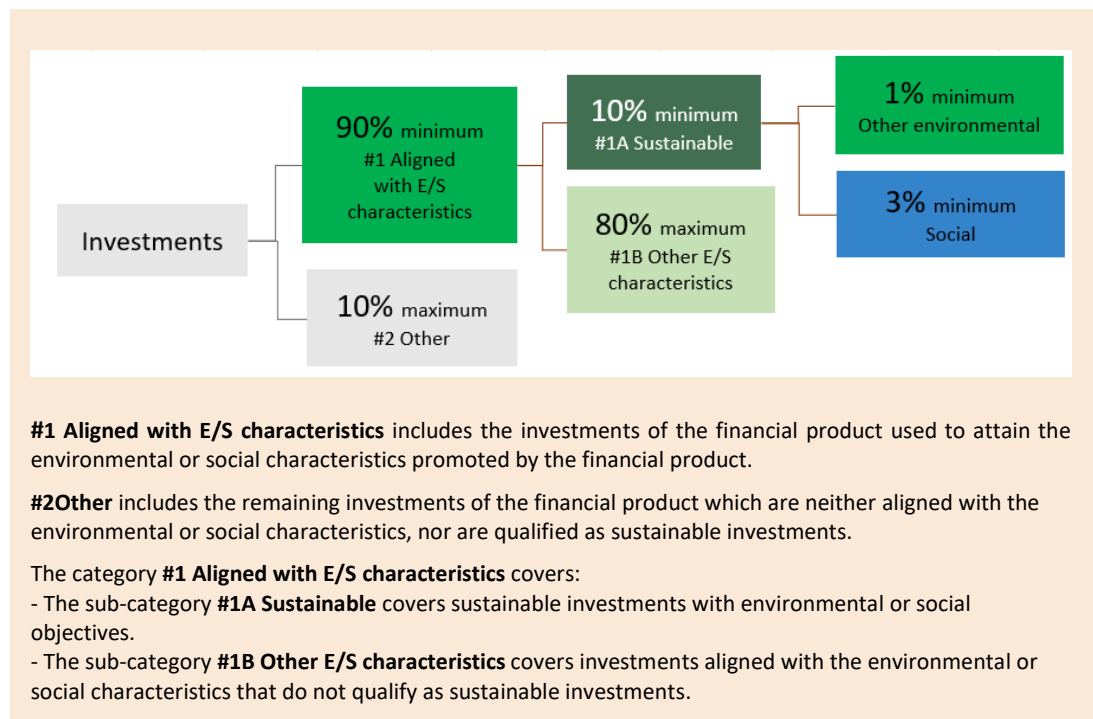 Investments
90% minimum
#1 Aligned
with E/S
characteristics
10% maximum
#2 Other
10% minimum
#1A Sustainable
80% maximum
#1B Other E/S
characteristics
1% minimum
Other environmental
3% minimum
Social
#1 Aligned with E/S characteristics includes the investments of the financial product used to attain the
environmental or social characteristics promoted by the financial product.
#2Other includes the remaining investments of the financial product which are neither aligned with the
environmental or social characteristics, nor are qualified as sustainable investments.
The category #1 Aligned with E/S characteristics covers:
- The sub-category #1A Sustainable covers sustainable investments with environmental or social
objectives.
- The sub-category #1B Other E/S characteristics covers investments aligned with the environmental or
social characteristics that do not qualify as sustainable investments.